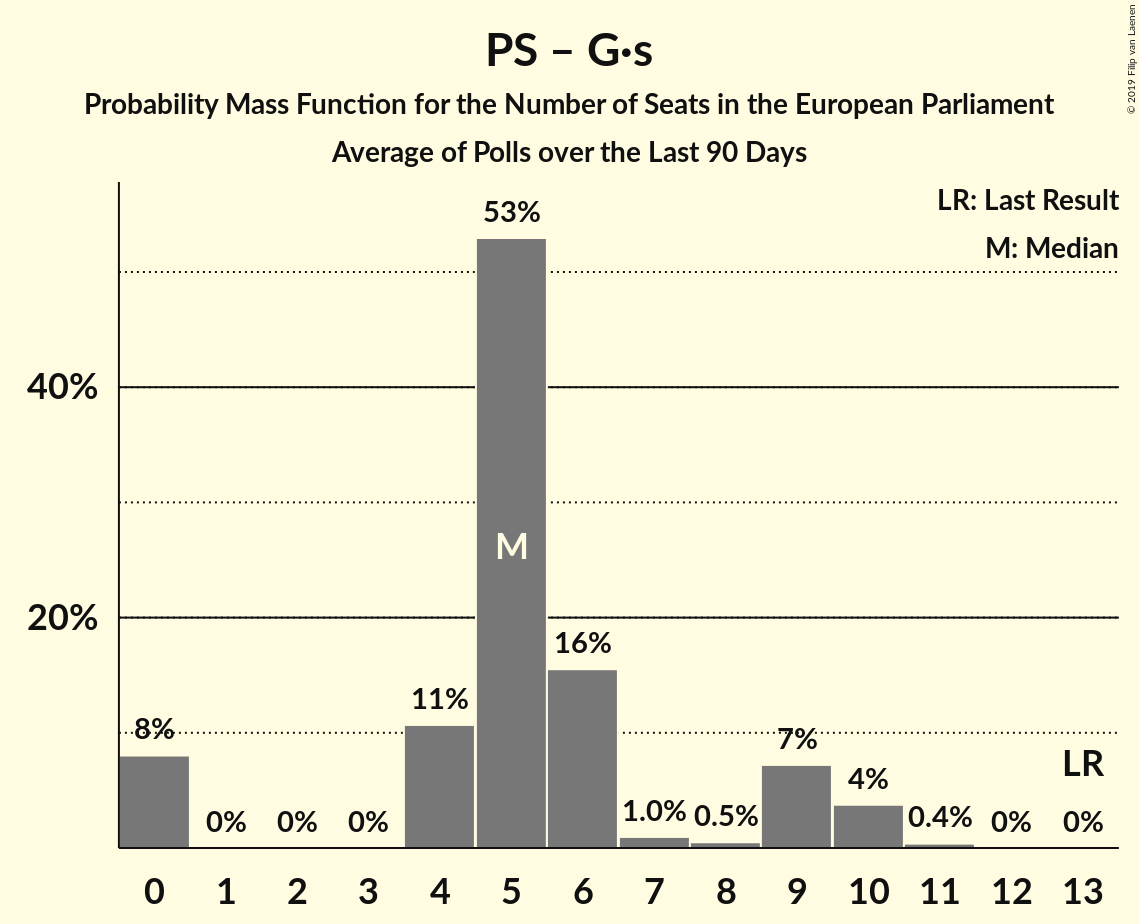 PS – G·s
Probability Mass Function for the Number of Seats in the European Parliament
Average of Polls over the Last 90 Days
© 2019 Filip van Laenen
LR: Last Result
M: Median
53%
40%
M
20%
16%
11%
8%
7%
LR
4%
1.0%
0.5%
0.4%
0%
0%
0%
0%
0%
0 1 2 3 4 5 6 7 8 9 10 11 12 13